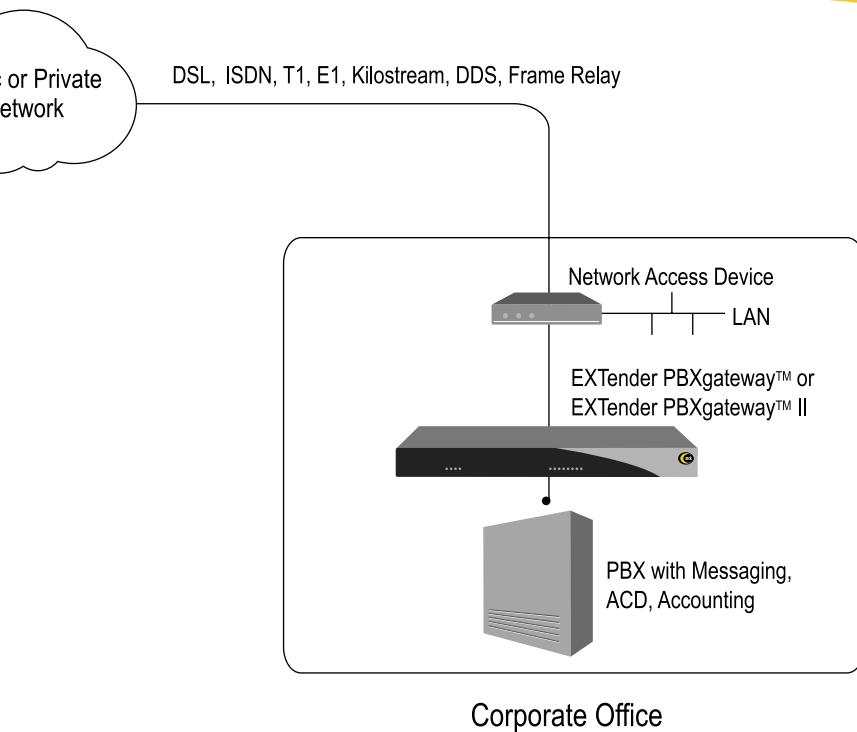 or Private
etwork
DSL, ISDN, T1, E1, Kilostream, DDS, Frame Relay
Network Access Device
LAN
EXTender PBXgateway™ or
EXTender PBXgateway™ II
PBX with Messaging,
ACD, Accounting
Corporate Office